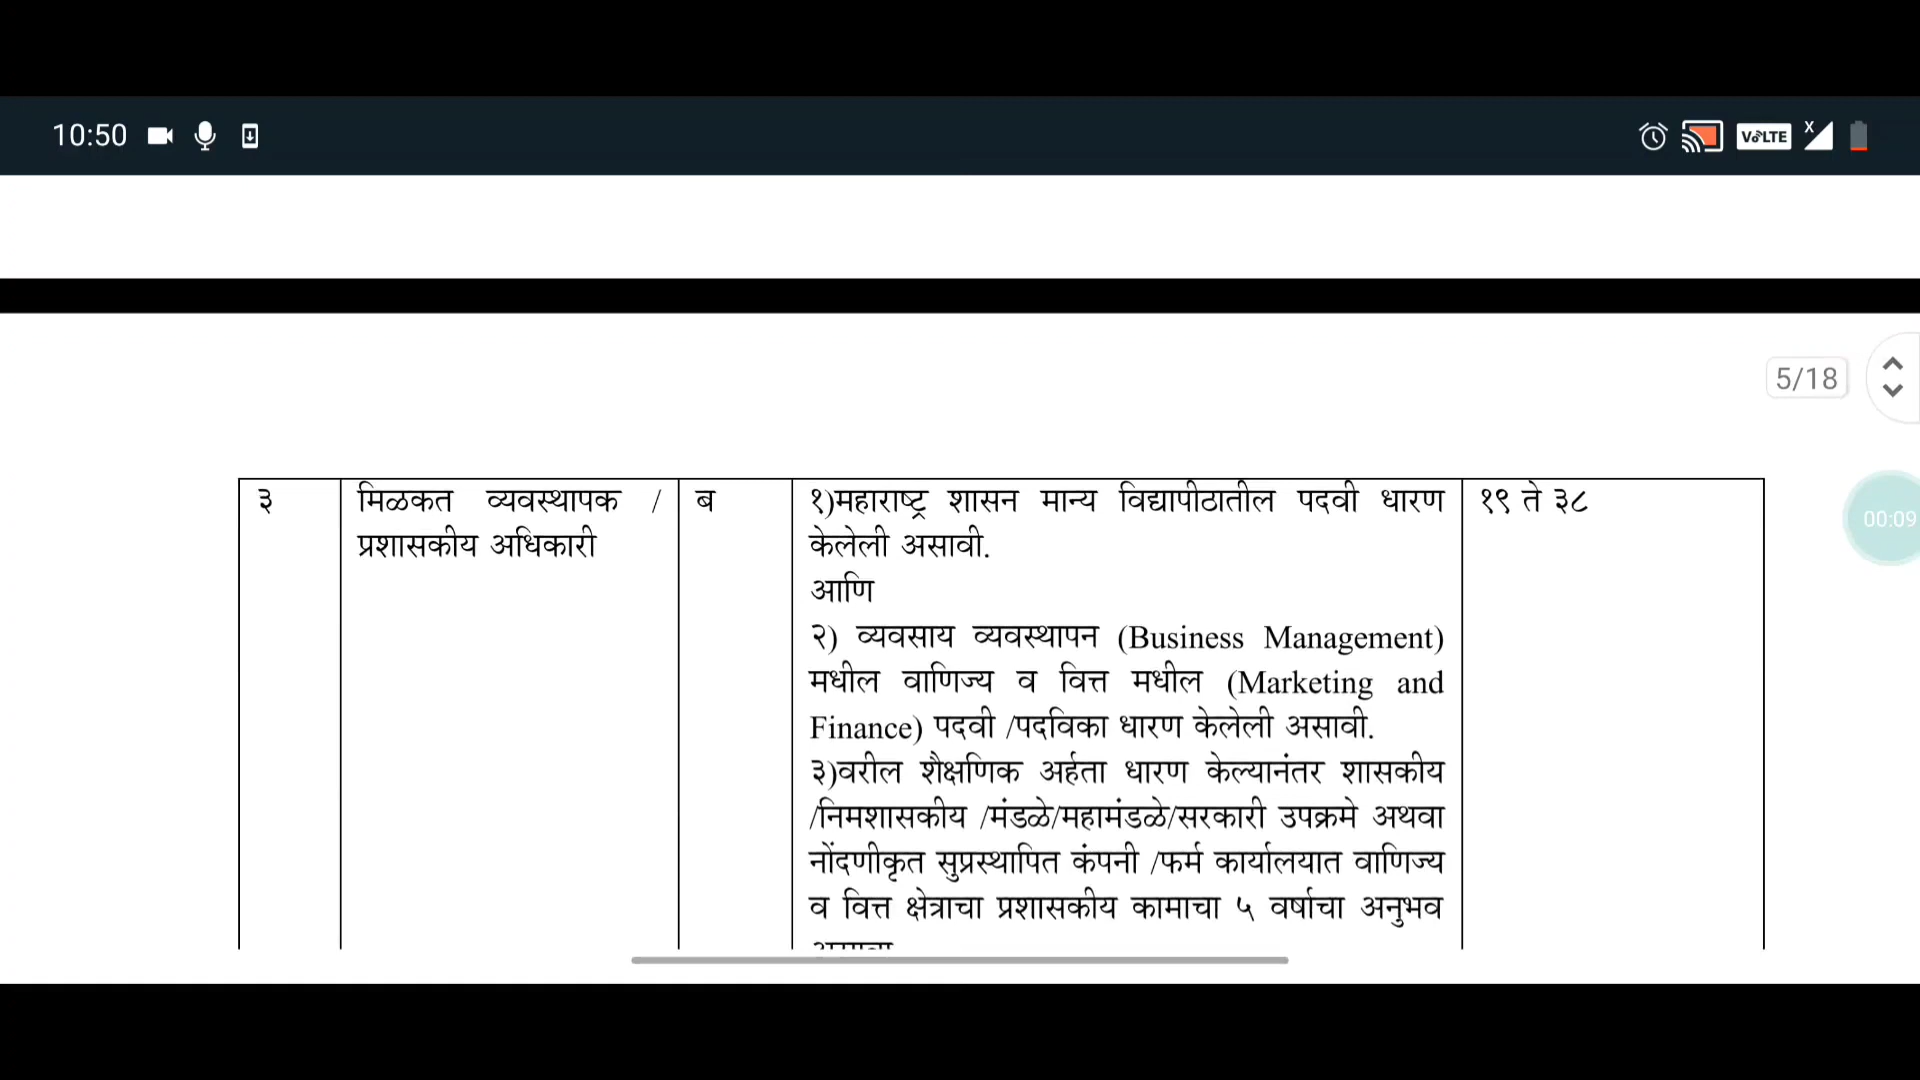 10:50
VoLTE
X
5/18
00:09
३ मिळकत व्यवस्थापक / ब १)महाराष्ट्र शासन मान्य विद्यापीठातील पदवी धारण १९ ते ३८
प्रशासकीय अधिकारी केलेली असावी.
आणि
२) व्यवसाय व्यवस्थापन (Business Management)
मधील वाणिज्य व वित्त मधील (Marketing and
Finance) पदवी /पदविका धारण केलेली असावी.
३)वरील शैक्षणिक अर्हता धारण केल्यानंतर शासकीय
/निमशासकीय /मंडळे/महामंडळे/सरकारी उपक्रमे अथवा
नोंदणीकृत सुप्रस्थापित कंपनी /फर्म कार्यालयात वाणिज्य
व वित्त क्षेत्राचा प्रशासकीय कामाचा ५ वर्षाचा अनुभव